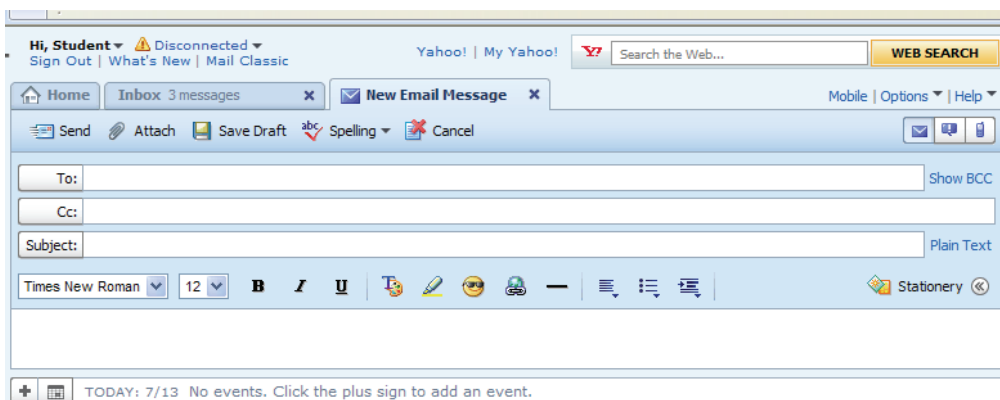 Hi, Student Disconnected Yahoo! | My Yahoo! Y! Search the Web... WEB SEARCH
Sign Out | What's New | Mail Classic
Home Inbox 3 messages x New Email Message x Mobile | Options | Help
Send Attach Save Draft abc Spelling Cancel
To: Show BCC
Cc:
Subject: Plain Text
Times New Roman 12 B I U Stationery
TODAY: 7/13 No events. Click the plus sign to add an event.